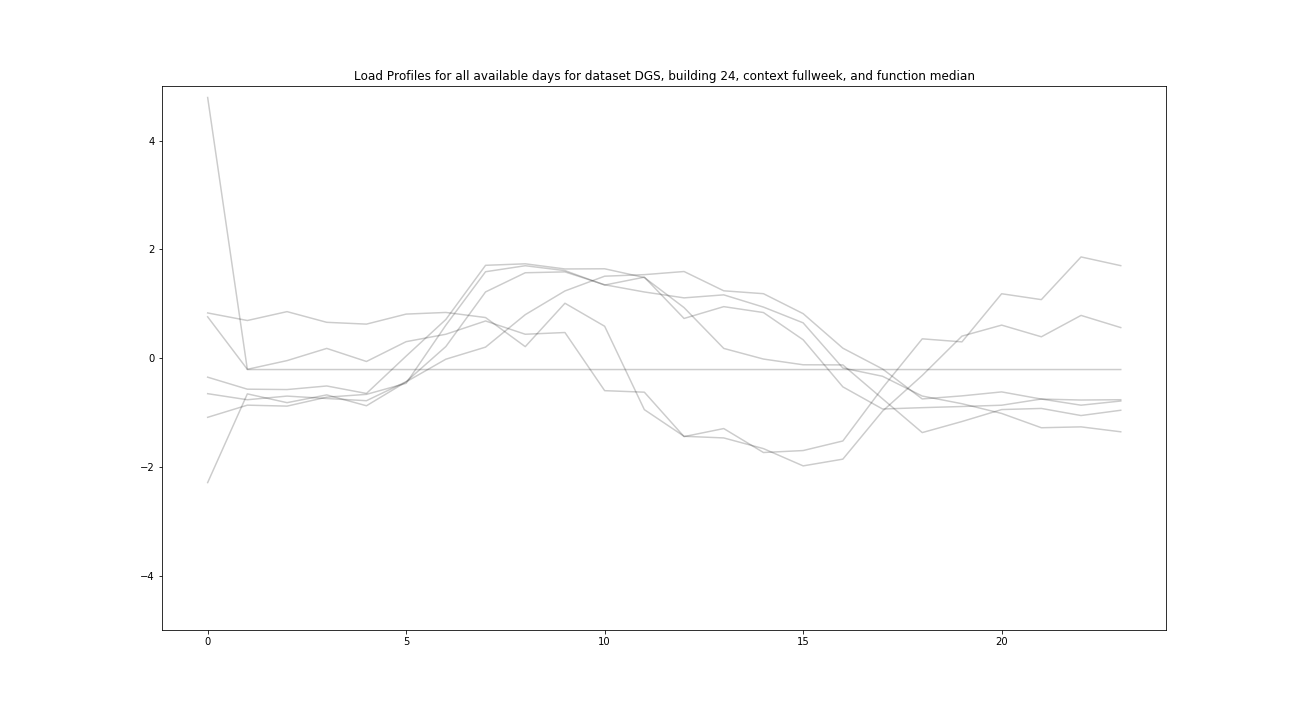 Load Profiles for all available days for dataset DGS, building 24, context fullweek, and function median
4
2
0
−2
−4
0 5 10 15 20